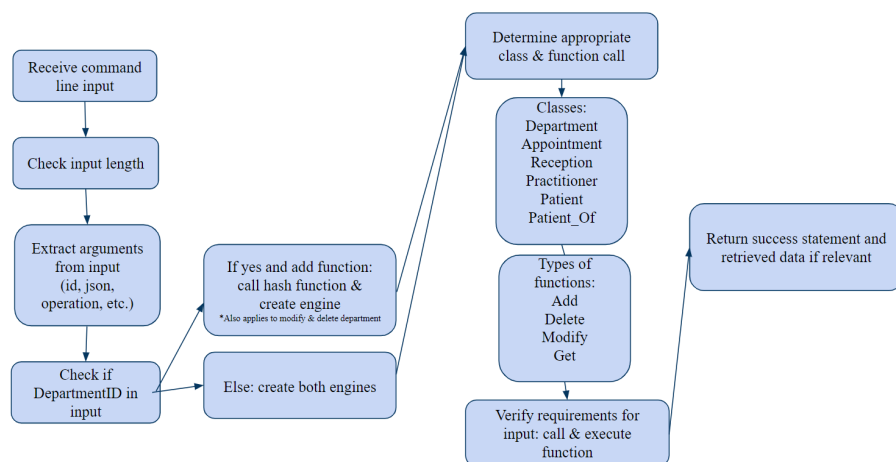 Receive command
line input
Check input length
Extract arguments
from input
(id, json,
operation, etc.)
Check if
DepartmentID in
input
If yes and add function:
call hash function &
create engine
*Also applies to modify & delete department
Else: create both engines
Determine appropriate
class & function call
Classes:
Department
Appointment
Reception
Practitioner
Patient
Patient_Of
Types of
functions:
Add
Delete
Modify
Get
Verify requirements for
input: call & execute
function
Return success statement and
retrieved data if relevant